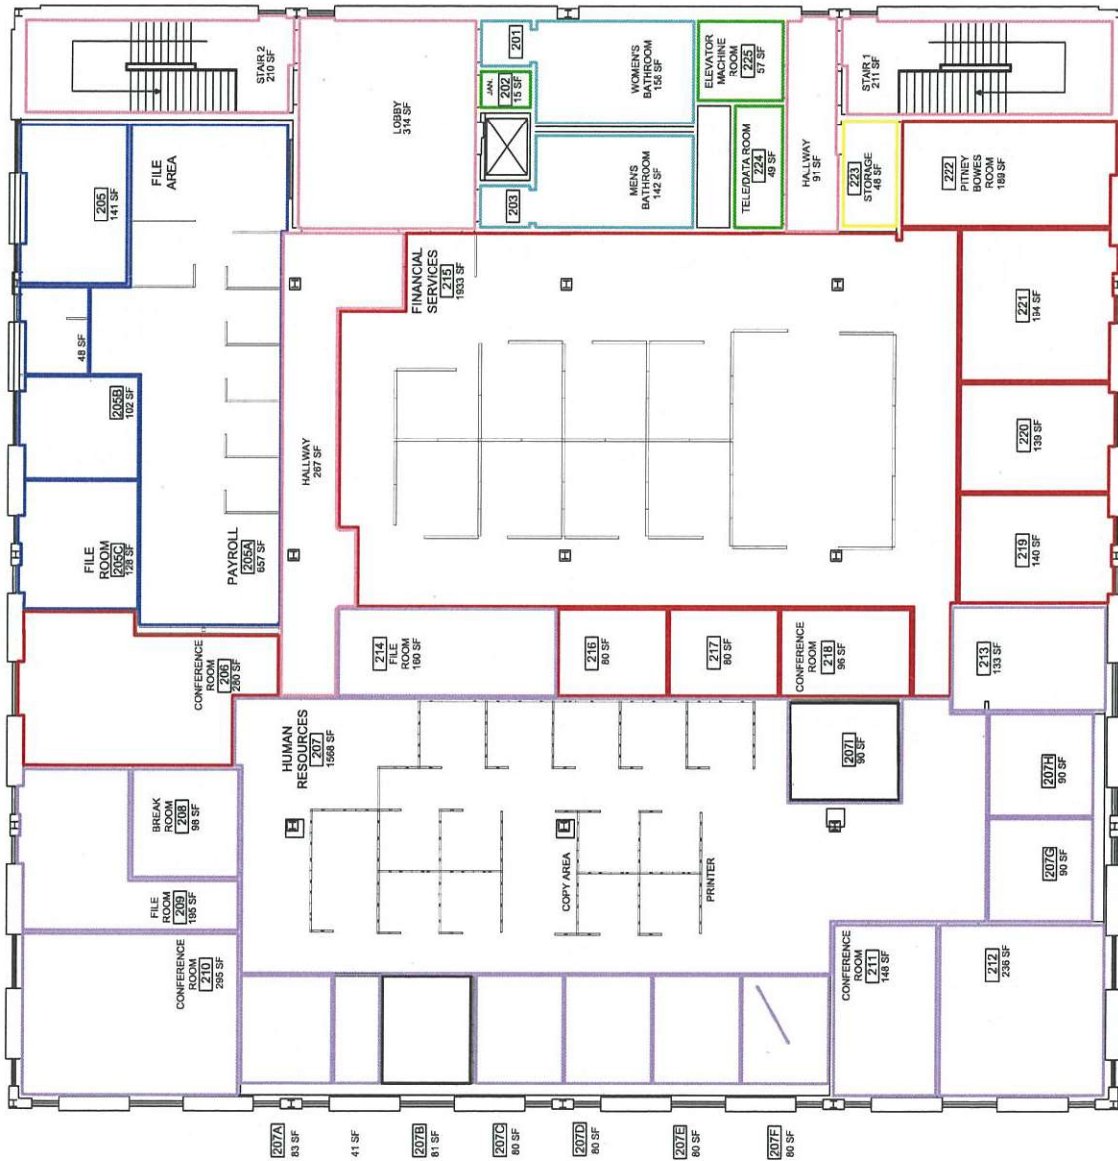 STAIR 2
210 SF
LOBBY
314 SF
201
JAN.
202
15 SF
203
WOMEN'S
BATHROOM
158 SF
MEN'S
BATHROOM
142 SF
ELEVATOR
MACHINE
ROOM
225
57 SF
TELE/DATA ROOM
224
49 SF
HALLWAY
91 SF
STAIR 1
211 SF
223
STORAGE
48 SF
222
PITNEY
BOWES
ROOM
189 SF
205
141 SF
FILE
AREA
48 SF
205B
102 SF
FILE
ROOM
205C
128 SF
PAYROLL
205A
657 SF
HALLWAY
267 SF
FINANCIAL
SERVICES
215
1933 SF
221
194 SF
220
139 SF
219
140 SF
CONFERENCE
ROOM
206
280 SF
214
FILE
ROOM
160 SF
216
80 SF
217
80 SF
CONFERENCE
ROOM
218
96 SF
213
133 SF
HUMAN
RESOURCES
207
1568 SF
207I
90 SF
207H
90 SF
207G
90 SF
BREAK
ROOM
208
98 SF
FILE
ROOM
209
195 SF
COPY AREA
PRINTER
CONFERENCE
ROOM
210
295 SF
CONFERENCE
ROOM
211
148 SF
212
236 SF
207A
83 SF
41 SF
207B
81 SF
207C
80 SF
207D
80 SF
207E
80 SF
207F
80 SF